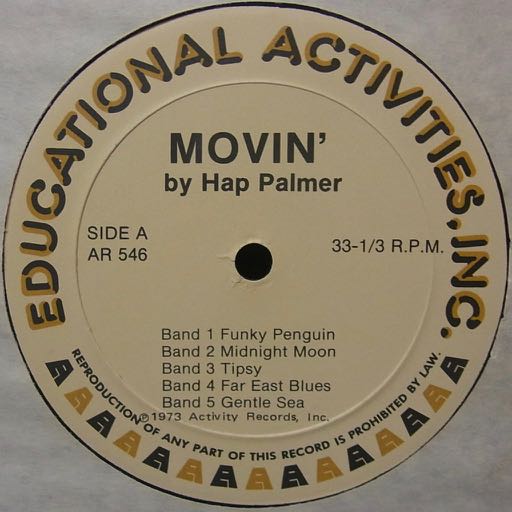 EDUCATIONAL ACTIVITIES, INC.
MOVIN'
by Hap Palmer
SIDE A
AR 546
33-1/3 R.P.M.
Band 1 Funky Penguin
Band 2 Midnight Moon
Band 3 Tipsy
Band 4 Far East Blues
Band 5 Gentle Sea
℗1973 Activity Records, Inc.
REPRODUCTION OF ANY PART OF THIS RECORD IS PROHIBITED BY LAW.